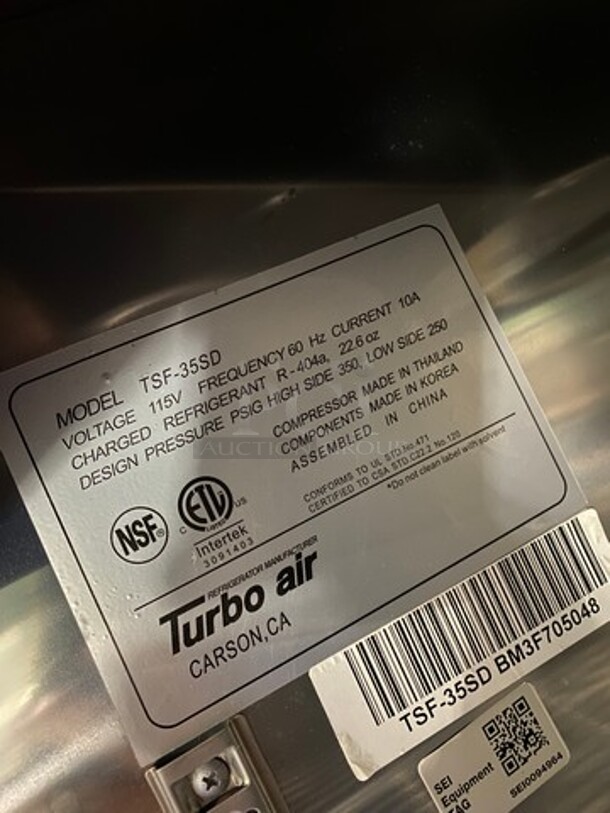 MODEL TSF-35SD
VOLTAGE 115V FREQUENCY 60 Hz CURRENT 10A
CHARGED REFRIGERANT R-404a, 22.6 oz
DESIGN PRESSURE PSIG HIGH SIDE 350, LOW SIDE 250
COMPRESSOR MADE IN THAILAND
COMPONENTS MADE IN KOREA
ASSEMBLED IN CHINA
CONFORMS TO UL STD.No.471
CERTIFIED TO CSA STD.C22.2 No.120
*Do not clean label with solvent
NSF®
C ETL US
LISTED
Intertek
3091403
REFRIGERATOR MANUFACTURER
Turbo air
CARSON,CA
AUCTION GROUP
TSF-35SD BM3F705048
SEI
Equipment
TAG
SEI0094964